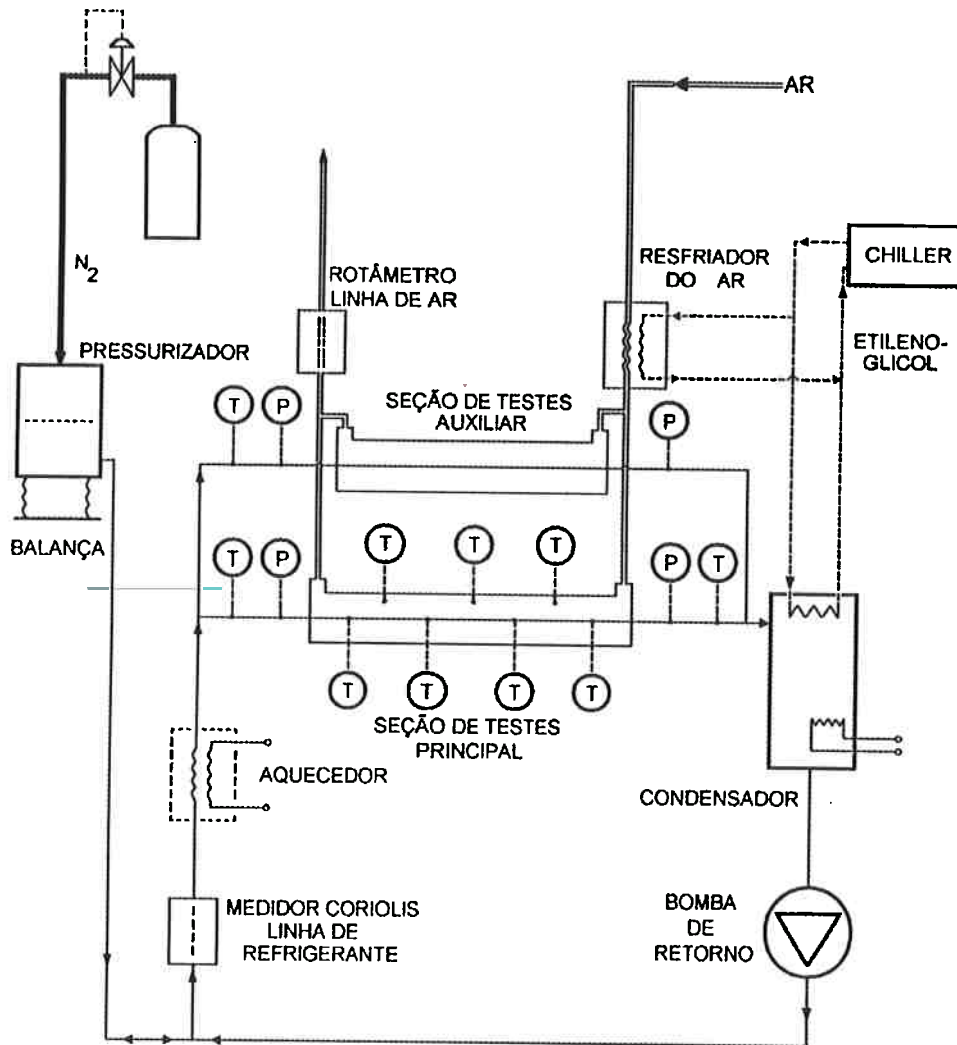 AR
N2
ROTÂMETRO
LINHA DE AR
RESFRIADOR
DO AR
CHILLER
ETILENO-
GLICOL
PRESSURIZADOR
SEÇÃO DE TESTES
AUXILIAR
T
P
P
BALANÇA
T
P
T
T
T
P
T
T
T
T
T
SEÇÃO DE TESTES
PRINCIPAL
AQUECEDOR
CONDENSADOR
MEDIDOR CORIOLIS
LINHA DE
REFRIGERANTE
BOMBA
DE
RETORNO